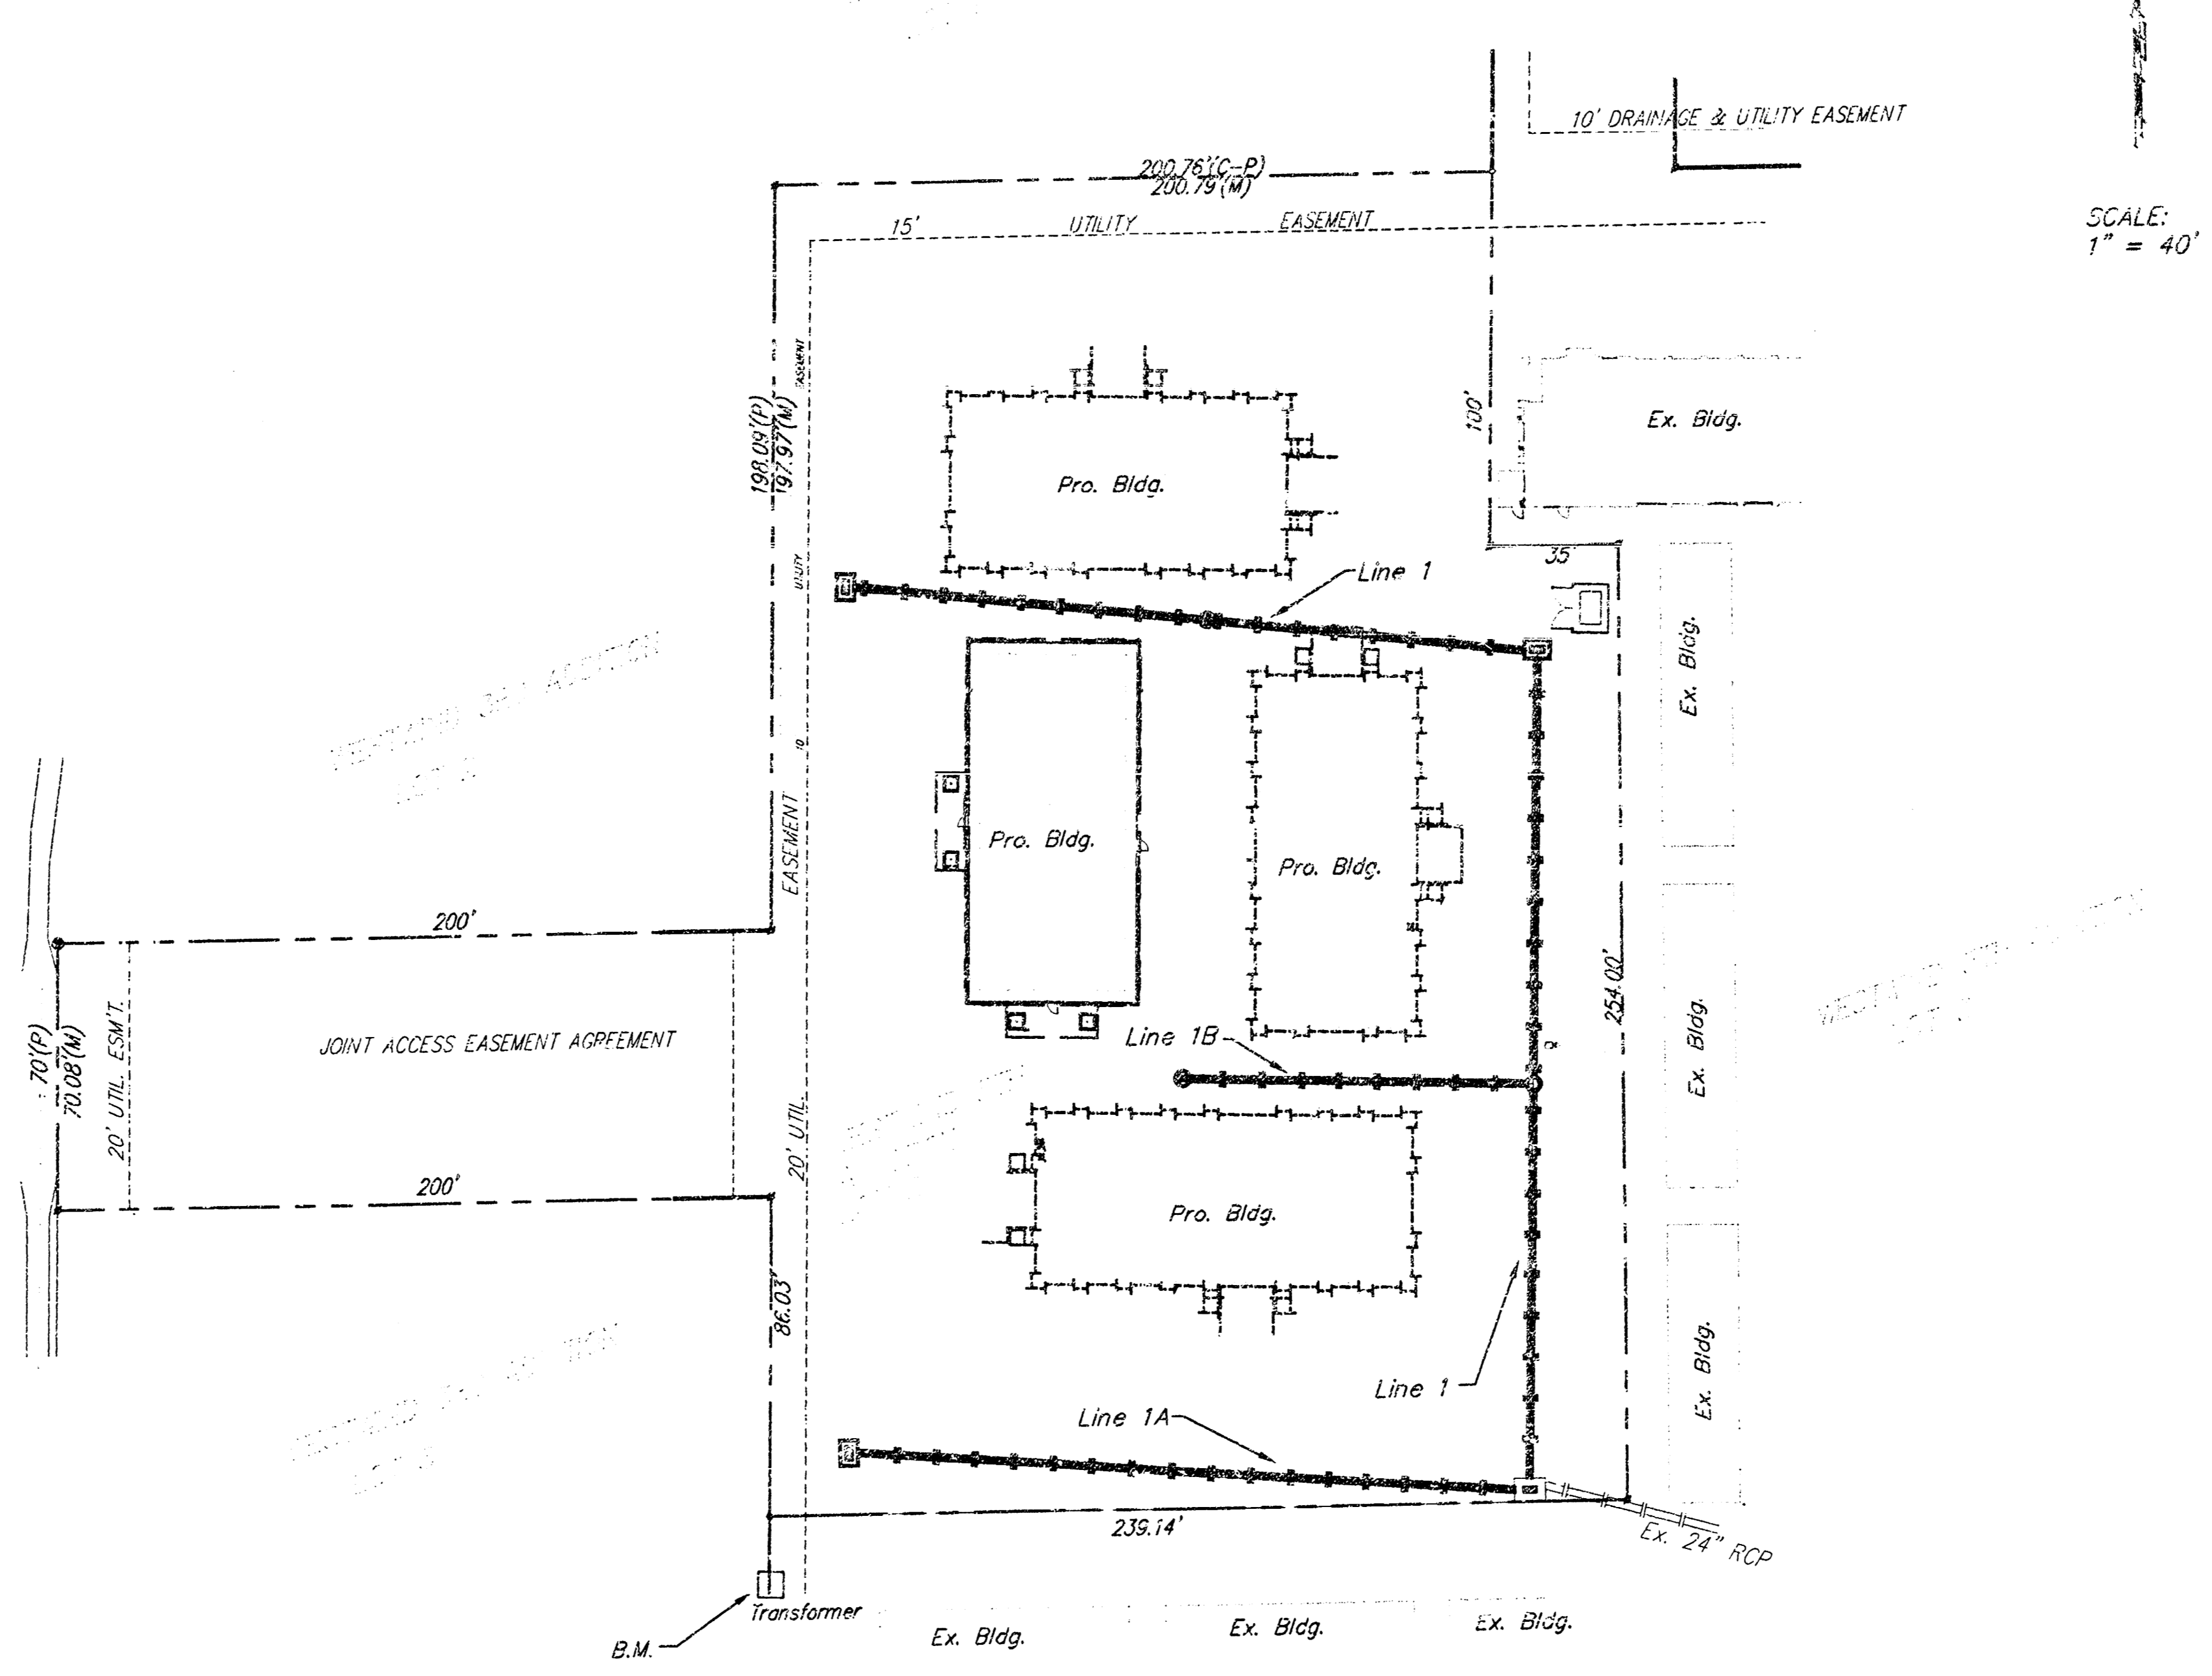 10' DRAINAGE & UTILITY EASEMENT
200.76'(C-P)
200.79'(M)
SCALE:
1" = 40'
15' UTILITY EASEMENT
198.09'(P)
197.97'(M)
EASEMENT
UTILITY
10'
100'
Ex. Bldg.
Pro. Bldg.
35'
Line 1
Ex. Bldg.
Pro. Bldg.
Pro. Bldg.
EASEMENT
20' UTIL.
200'
254.00'
70'(P)
70.08'(M)
20' UTIL. ESM'T.
JOINT ACCESS EASEMENT AGREEMENT
Line 1B
Ex. Bldg.
200'
Pro. Bldg.
86.03'
Line 1
Ex. Bldg.
Line 1A
239.14'
Ex. 24" RCP
Transformer
B.M.
Ex. Bldg.
Ex. Bldg.
Ex. Bldg.